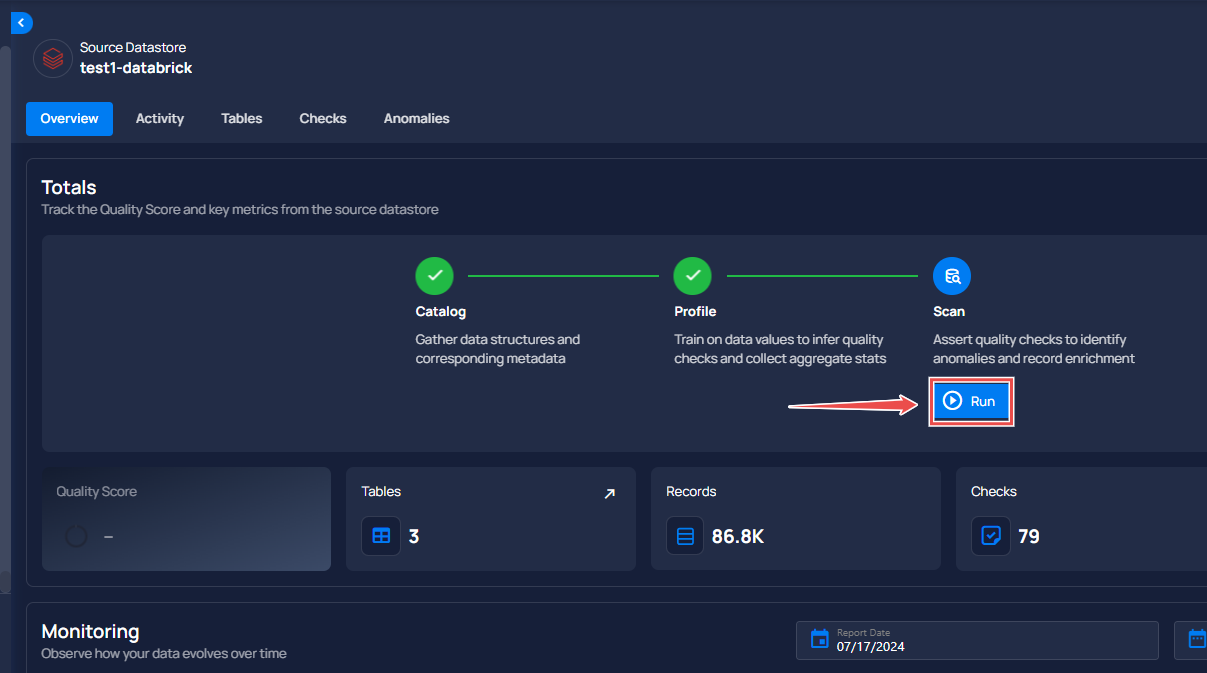 Source Datastore
test1-databrick
Overview
Activity
Tables
Checks
Anomalies
Totals
Track the Quality Score and key metrics from the source datastore
Catalog
Gather data structures and
corresponding metadata
Profile
Train on data values to infer quality
checks and collect aggregate stats
Scan
Assert quality checks to identify
anomalies and record enrichment
Run
Quality Score
–
Tables
3
Records
86.8K
Checks
79
Monitoring
Observe how your data evolves over time
Report Date
07/17/2024